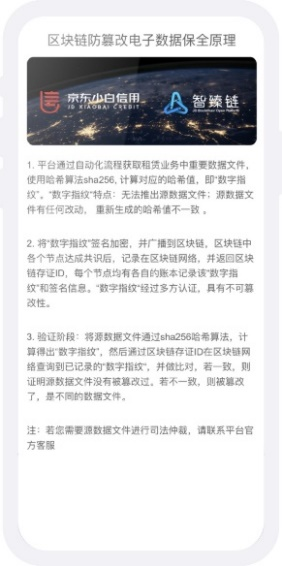 区块链防篡改电子数据保全原理
京东小白信用
JD XIAOBAI CREDIT
智臻链
1. 平台通过自动化流程获取租赁业务中重要数据文件，
使用哈希算法sha256, 计算对应的哈希值，即“数字指
纹”。“数字指纹”特点：无法推出源数据文件；源数据文
件有任何改动， 重新生成的哈希值不一致 。
2. 将“数字指纹”签名加密，并广播到区块链。区块链中
各个节点达成共识后，记录在区块链网络，并返回区块
链存证ID，每个节点均有各自的账本记录该“数字指
纹”和签名信息。“数字指纹”经过多方认证，具有不可篡
改性。
3. 验证阶段：将源数据文件通过sha256哈希算法，计
算得出“数字指纹”，然后通过区块链存证ID在区块链网
络查询到已记录的“数字指纹”，并做比对，若一致，则
证明源数据文件没有被篡改过。若不一致，则被篡改
了，是不同的数据文件。
注：若您需要源数据文件进行司法仲裁，请联系平台官
方客服